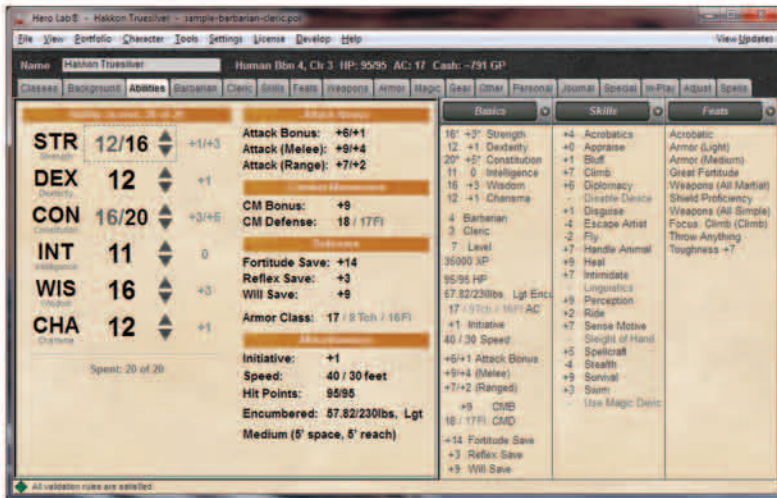 Hero Lab® - Hakkon Truesilver - sample-barbarian-cleric.por
File View Portfolio Character Tools Settings License Develop Help View Updates
Name Hakkon Truesilver Human Bbn 4, Clr 3 HP: 95/95 AC: 17 Cash: -791 GP
Classes Background Abilities Barbarian Cleric Skills Feats Weapons Armor Magic Gear Other Personal Journal Special In-Play Adjust Spells
STR 12/16 +1/+3
Strength
DEX 12 +1
Dexterity
CON 16/20 +3/+5
Constitution
INT 11 0
Intelligence
WIS 16 +3
Wisdom
CHA 12 +1
Charisma
Spent: 20 of 20
Attack Bonus: +6/+1
Attack (Melee): +9/+4
Attack (Range): +7/+2
CM Bonus: +9
CM Defense: 18 / 17Fl
Defense
Fortitude Save: +14
Reflex Save: +3
Will Save: +9
Armor Class: 17 / 9Tch / 16Fl
Miscellaneous
Initiative: +1
Speed: 40 / 30 feet
Hit Points: 95/95
Encumbered: 57.82/230lbs, Lgt
Medium (5' space, 5' reach)
Basics
16* +3* Strength
12 +1 Dexterity
20* +5* Constitution
11 0 Intelligence
16 +3 Wisdom
12 +1 Charisma
4 Barbarian
3 Cleric
7 Level
35000 XP
95/95 HP
57.82/230lbs, Lgt Encu
17 / 9Tch / 16Fl AC
+1 Initiative
40 / 30 Speed
+6/+1 Attack Bonus
+9/+4 (Melee)
+7/+2 (Ranged)
+9 CMB
18 / 17Fl CMD
+14 Fortitude Save
+3 Reflex Save
+9 Will Save
Skills
+4 Acrobatics
+0 Appraise
+1 Bluff
+7 Climb
+6 Diplomacy
- Disable Device
+1 Disguise
-4 Escape Artist
-2 Fly
+7 Handle Animal
+9 Heal
+7 Intimidate
- Linguistics
+9 Perception
+2 Ride
+7 Sense Motive
- Sleight of Hand
+5 Spellcraft
-4 Stealth
+9 Survival
+3 Swim
- Use Magic Devic
Feats
Acrobatic
Armor (Light)
Armor (Medium)
Great Fortitude
Weapons (All Martial)
Shield Proficiency
Weapons (All Simple)
Focus: Climb (Climb)
Throw Anything
Toughness +7
All validation rules are satisfied